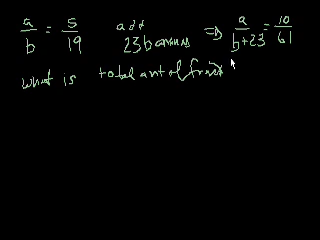 a/b = 5/19 add 23 bananas ⇒ a/(b+23) = 10/61
what is total amt of fruit